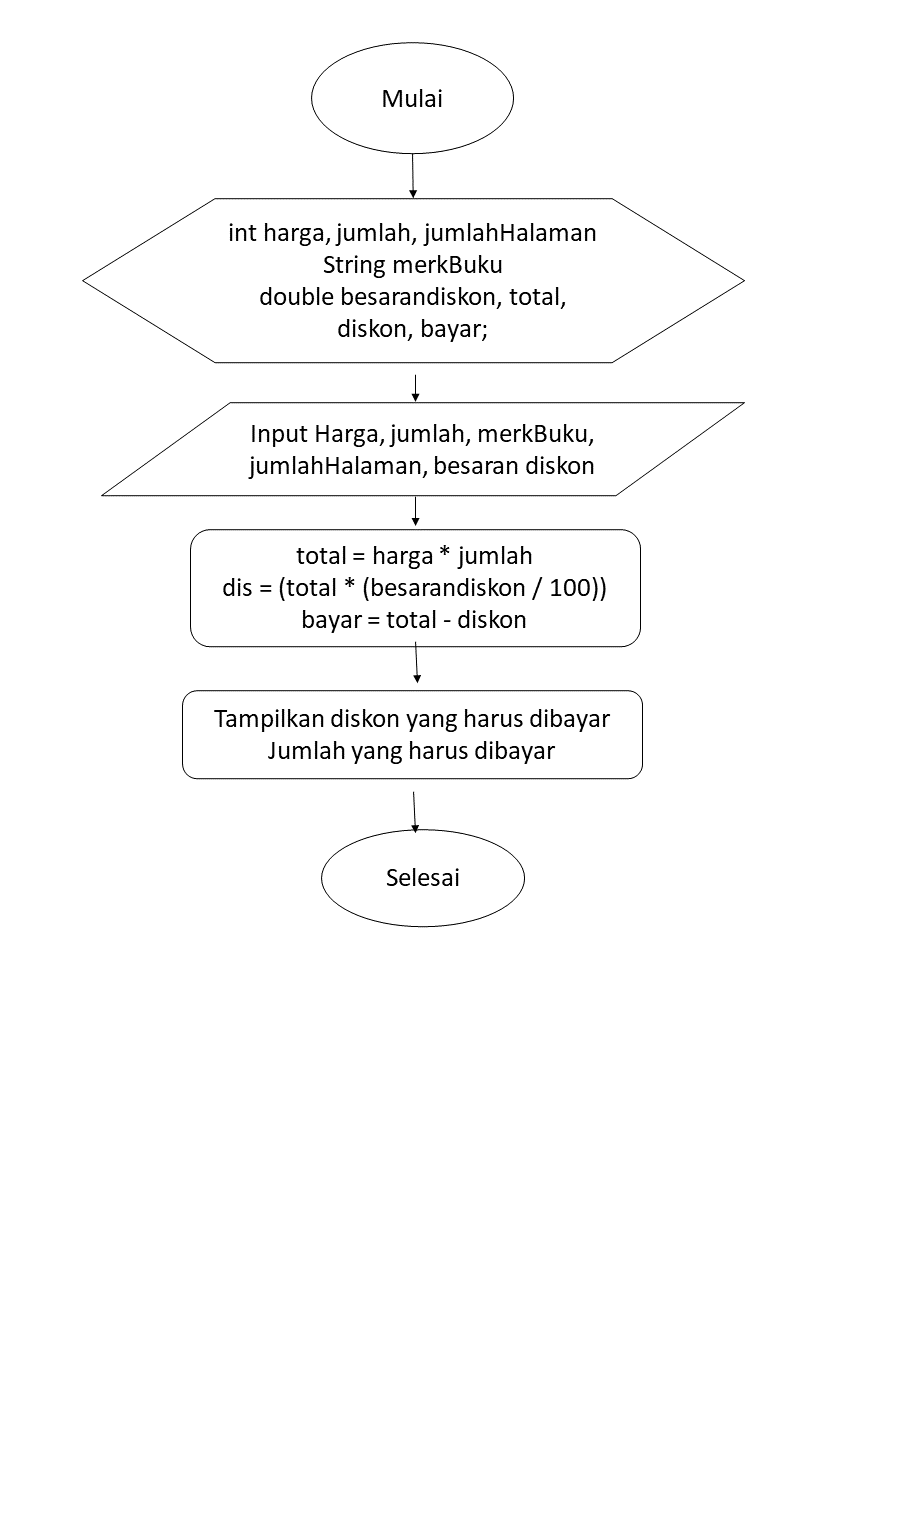 Mulai
int harga, jumlah, jumlahHalaman
String merkBuku
double besarandiskon, total,
diskon, bayar;
Input Harga, jumlah, merkBuku,
jumlahHalaman, besaran diskon
total = harga * jumlah
dis = (total * (besarandiskon / 100))
bayar = total - diskon
Tampilkan diskon yang harus dibayar
Jumlah yang harus dibayar
Selesai